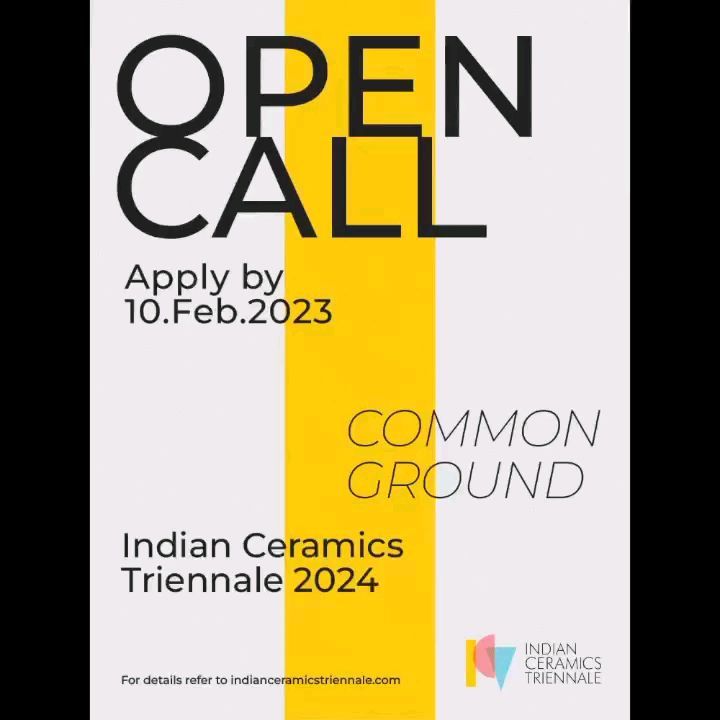 OPEN
CALL
Apply by
10.Feb.2023
COMMON
GROUND
Indian Ceramics
Triennale 2024
For details refer to indianceramicstriennale.com
INDIAN
CERAMICS
TRIENNALE